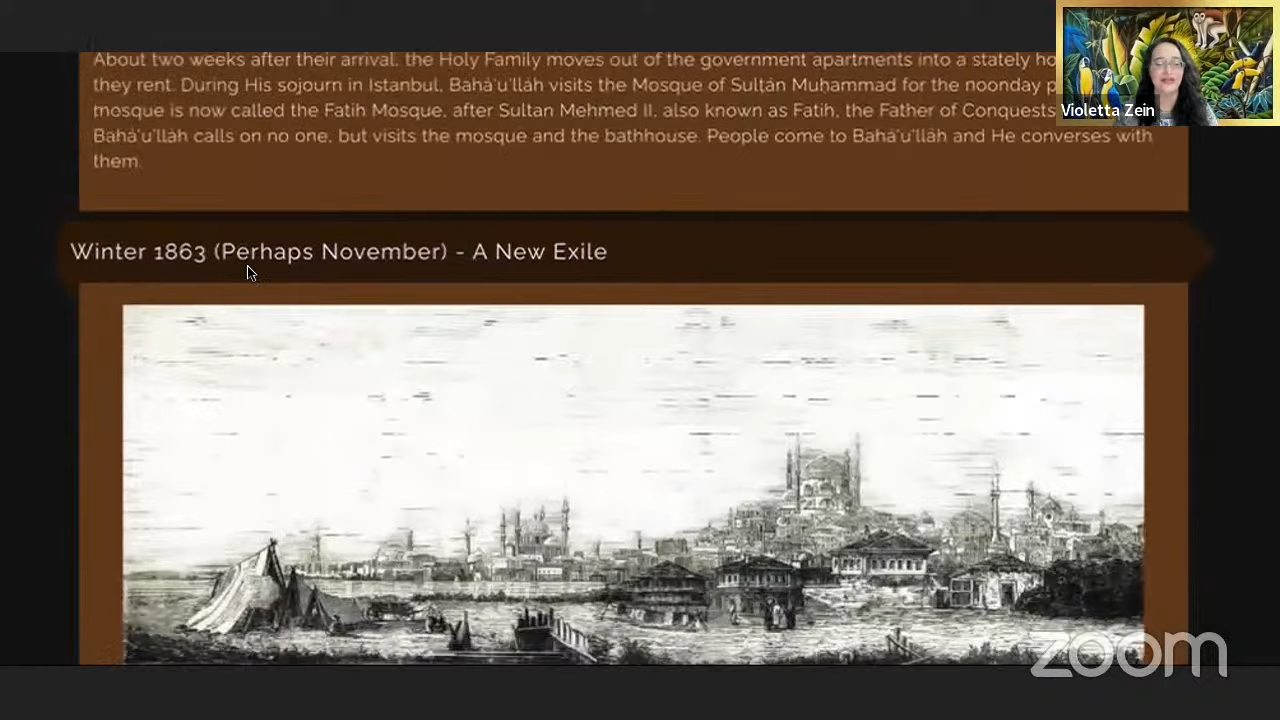 About two weeks after their arrival, the Holy Family moves out of the government apartments into a stately
they rent. During His sojourn in Istanbul, Bahá'u'lláh visits the Mosque of Sulṭán Muḥammad for the noonday
mosque is now called the Fatih Mosque, after Sultan Mehmed II, also known as Fatih, the Father of Conquests
Bahá'u'lláh calls on no one, but visits the mosque and the bathhouse. People come to Bahá'u'lláh and He converses with
them.
Violetta Zein
Winter 1863 (Perhaps November) - A New Exile
zoom